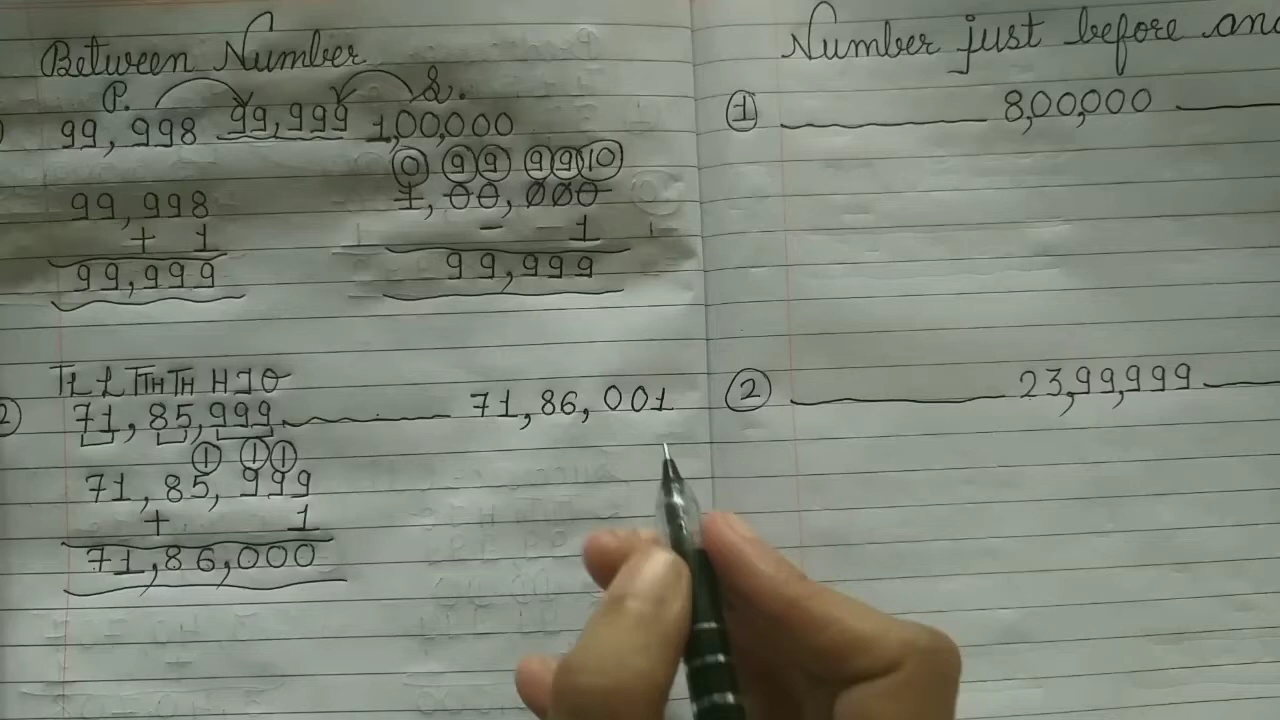 Between Number
P. S.
99,998 99,999 1,00,000
0 9 9 9 9 10
99,998 1,00,000
+ 1 - 1
99,999 99,999
TL L TTH TH H T O
2 71,85,999 71,86,001
1 1 1
71,85,999
+ 1
71,86,000
Number just before and
1 8,00,000
2 23,99,999